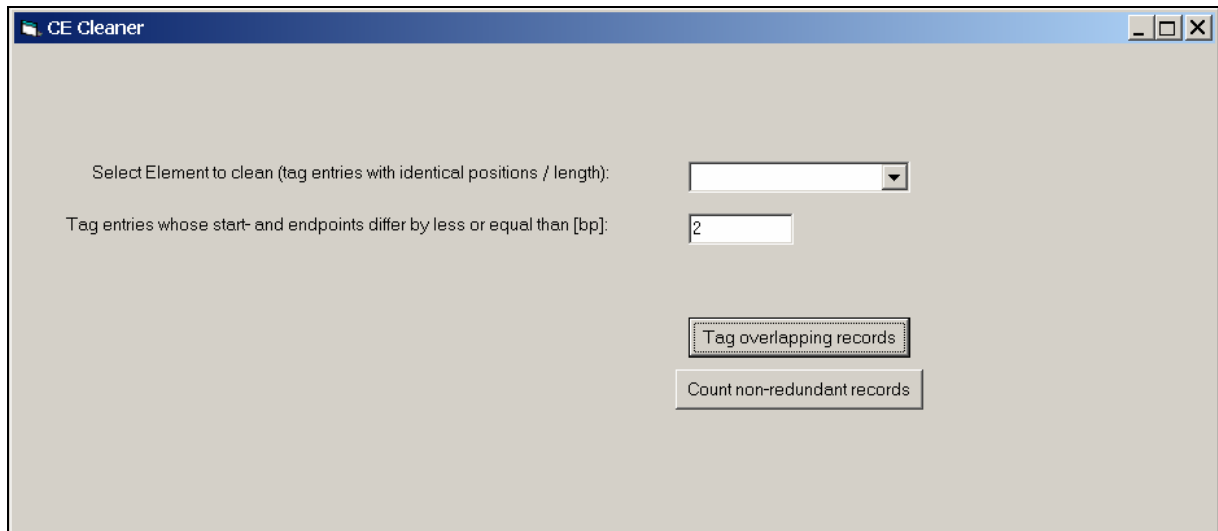 CE Cleaner
Select Element to clean (tag entries with identical positions / length):
Tag entries whose start- and endpoints differ by less or equal than [bp]:
2
Tag overlapping records
Count non-redundant records